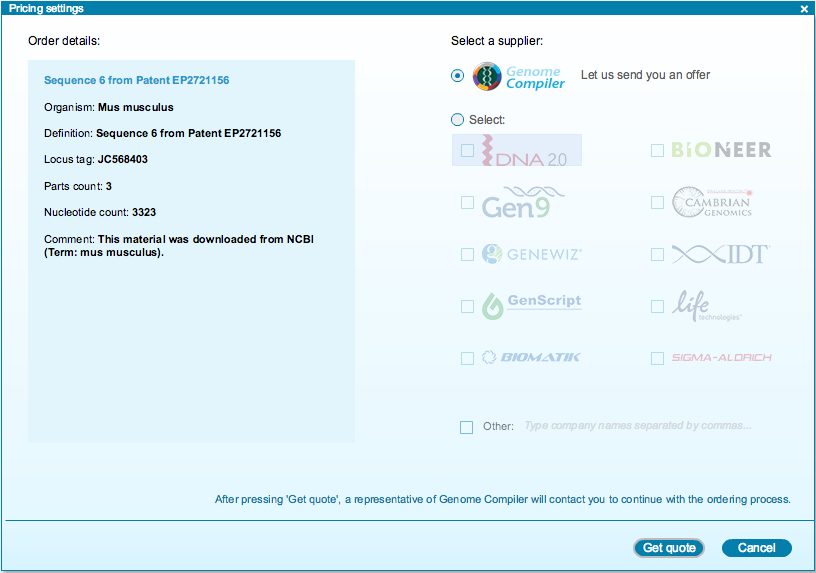 Pricing settings
Order details:
Sequence 6 from Patent EP2721156
Organism: Mus musculus
Definition: Sequence 6 from Patent EP2721156
Locus tag: JC568403
Parts count: 3
Nucleotide count: 3323
Comment: This material was downloaded from NCBI
(Term: mus musculus).
Select a supplier:
Genome
Compiler
Let us send you an offer
Select:
DNA 2.0
BIONEER
Gen9
CAMBRIAN
GENOMICS
GENEWIZ
IDT
GenScript
life
technologies
BIOMATIK
SIGMA-ALDRICH
Other: Type company names separated by commas...
After pressing 'Get quote', a representative of Genome Compiler will contact you to continue with the ordering process.
Get quote
Cancel